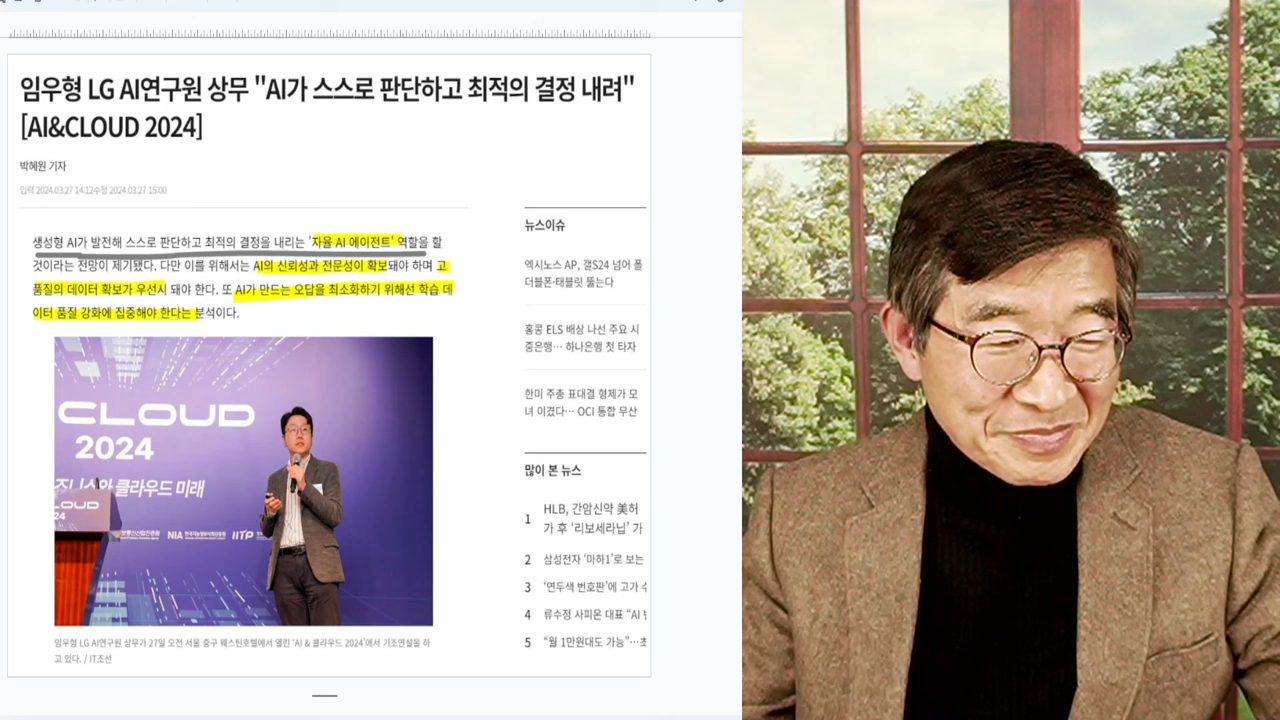 임우형 LG AI연구원 상무 "AI가 스스로 판단하고 최적의 결정 내려"
[AI&CLOUD 2024]
박혜원 기자
입력 2024.03.27 14:12수정 2024.03.27 15:00
생성형 AI가 발전해 스스로 판단하고 최적의 결정을 내리는 '자율 AI 에이전트' 역할을 할
것이라는 전망이 제기됐다. 다만 이를 위해서는 AI의 신뢰성과 전문성이 확보돼야 하며 고
품질의 데이터 확보가 우선시 돼야 한다. 또 AI가 만드는 오답을 최소화하기 위해선 학습 데
이터 품질 강화에 집중해야 한다는 분석이다.
CLOUD
2024
즈니스와 클라우드 미래
LOUD
24
NIA
IITP
임우형 LG AI연구원 상무가 27일 오전 서울 중구 웨스틴호텔에서 열린 'AI & 클라우드 2024'에서 기조연설을 하
고 있다. / IT조선
뉴스이슈
엑시노스 AP, 갤S24 넘어 폴
더블폰·태블릿 뚫는다
홍콩 ELS 배상 나선 주요 시
중은행… 하나은행 첫 타자
한미 주총 표대결 형제가 모
녀 이겼다… OCI 통합 무산
많이 본 뉴스
1 HLB, 간암신약 美허
가 후 '리보세라닙' 가
2 삼성전자 '마하1'로 보는
3 '연두색 번호판'에 고가
4 류수정 사피온 대표 "AI
5 "월 1만원대도 가능"…